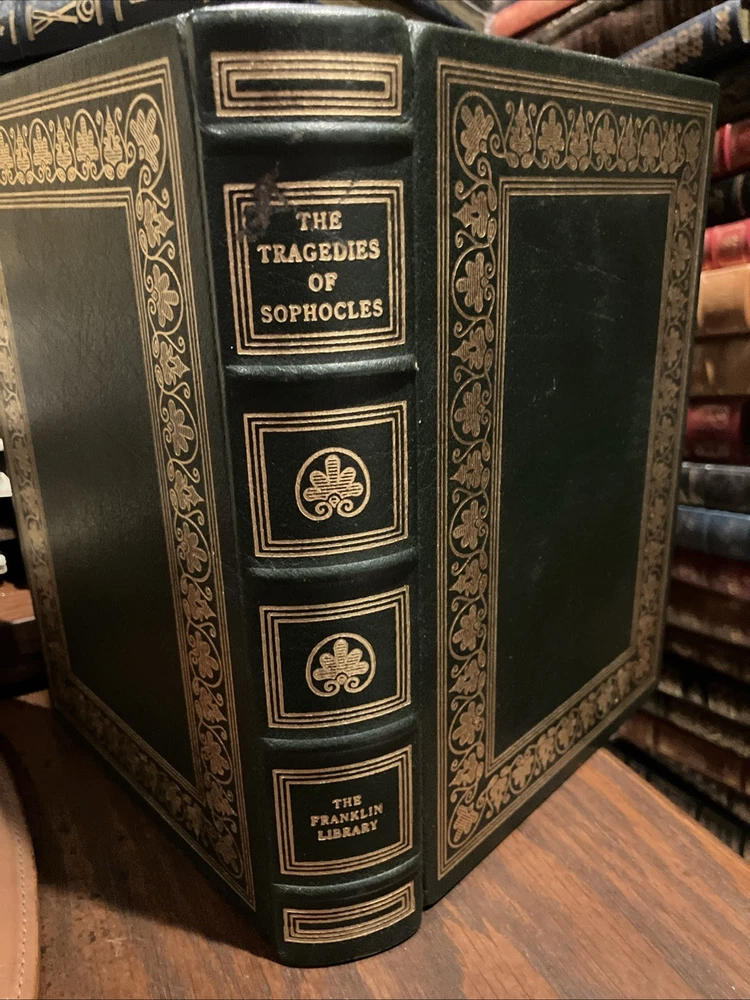 THE
TRAGEDIES
OF
SOPHOCLES
THE
FRANKLIN
LIBRARY